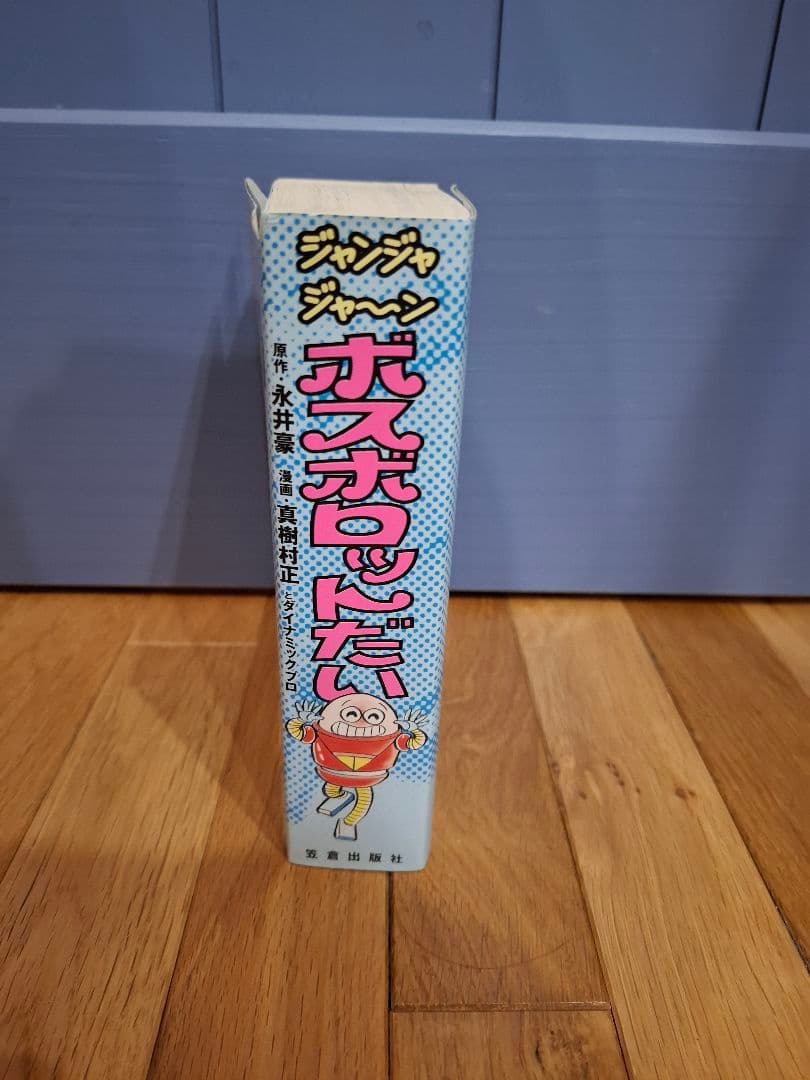 ジャンジャ
ジャ〜ン
ボスボロットだい
原作・永井豪 漫画・真樹村正とダイナミックプロ
笠倉出版社